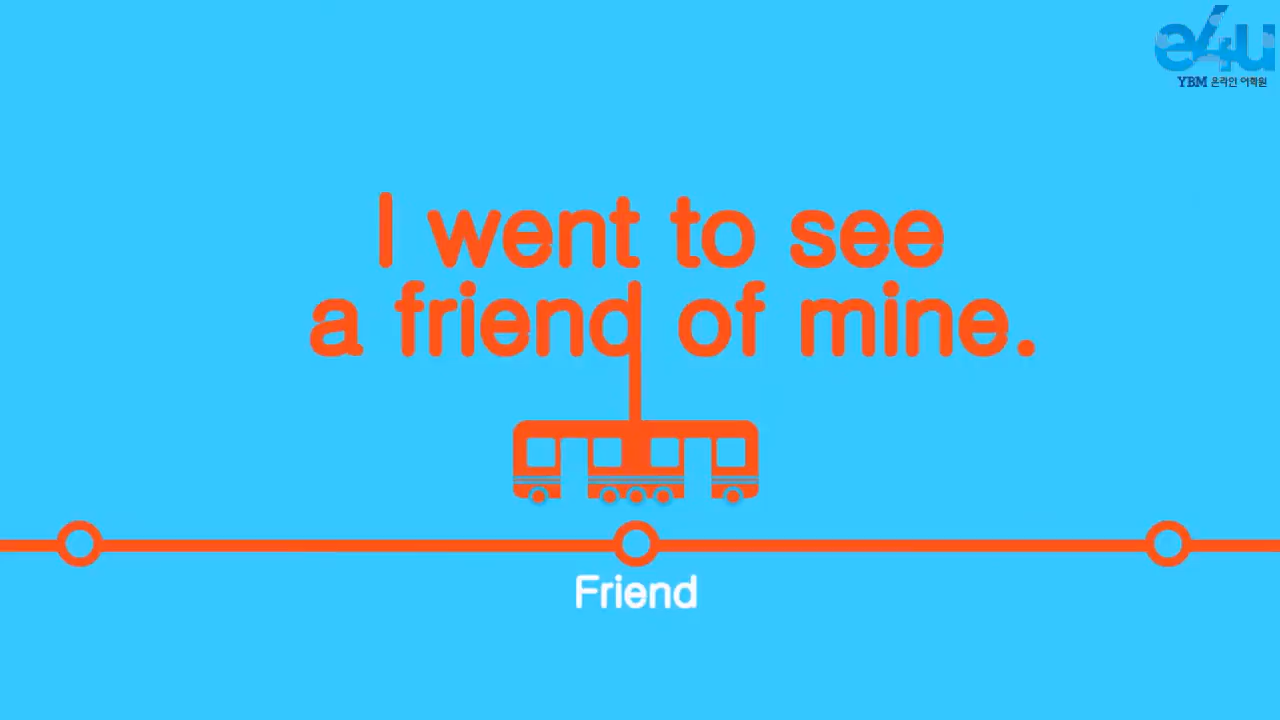 e4u
YBM 온라인 어학원
I went to see
a friend of mine.
Friend